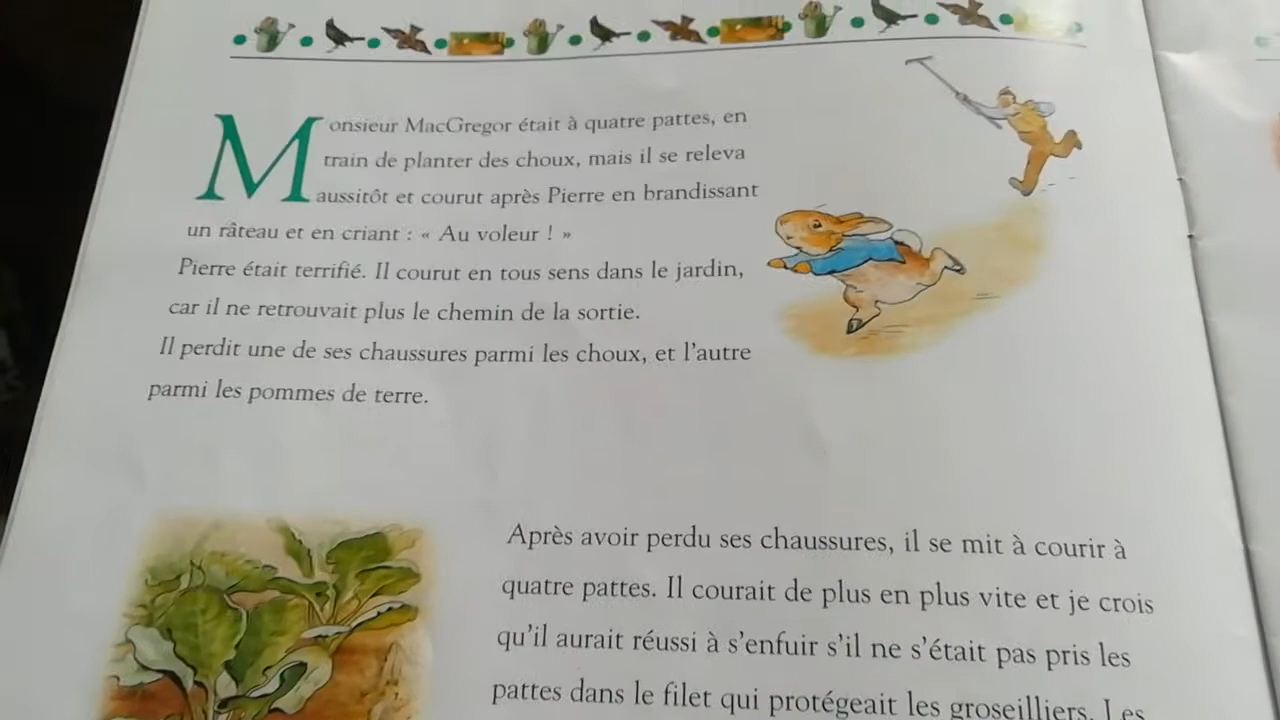 Monsieur MacGregor était à quatre pattes, en
train de planter des choux, mais il se releva
aussitôt et courut après Pierre en brandissant
un râteau et en criant : « Au voleur ! »
Pierre était terrifié. Il courut en tous sens dans le jardin,
car il ne retrouvait plus le chemin de la sortie.
Il perdit une de ses chaussures parmi les choux, et l'autre
parmi les pommes de terre.
Après avoir perdu ses chaussures, il se mit à courir à
quatre pattes. Il courait de plus en plus vite et je crois
qu'il aurait réussi à s'enfuir s'il ne s'était pas pris les
pattes dans le filet qui protégeait les groseilliers. Les